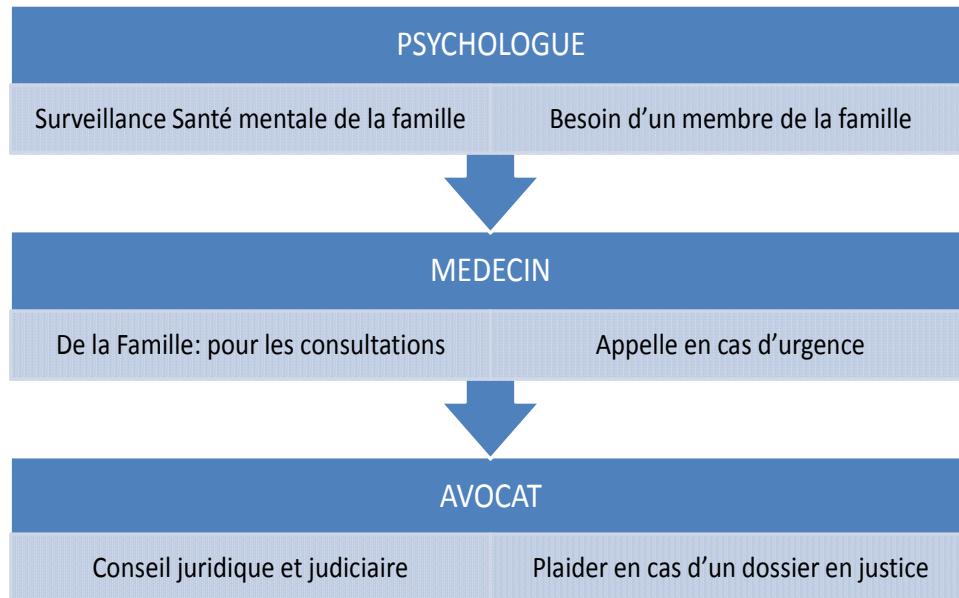 PSYCHOLOGUE
Surveillance Santé mentale de la famille
Besoin d’un membre de la famille
MEDECIN
De la Famille: pour les consultations
Appelle en cas d’urgence
AVOCAT
Conseil juridique et judiciaire
Plaider en cas d’un dossier en justice